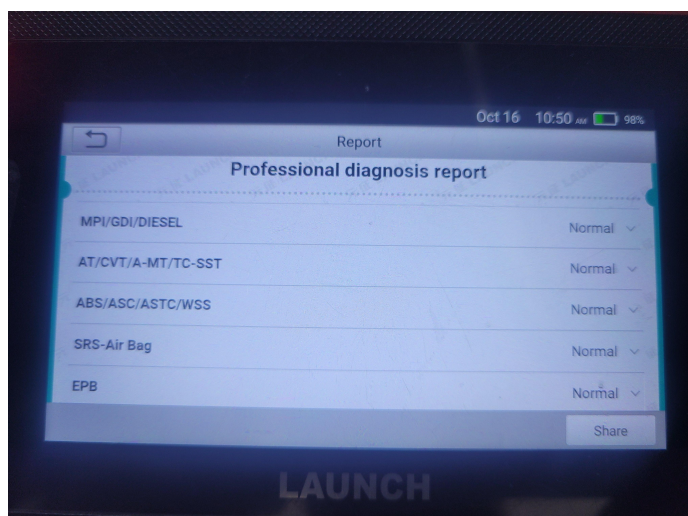 Oct 16 10:50 AM 98%
Report
Professional diagnosis report
MPI/GDI/DIESEL Normal
AT/CVT/A-MT/TC-SST Normal
ABS/ASC/ASTC/WSS Normal
SRS-Air Bag Normal
EPB Normal
Share
LAUNCH